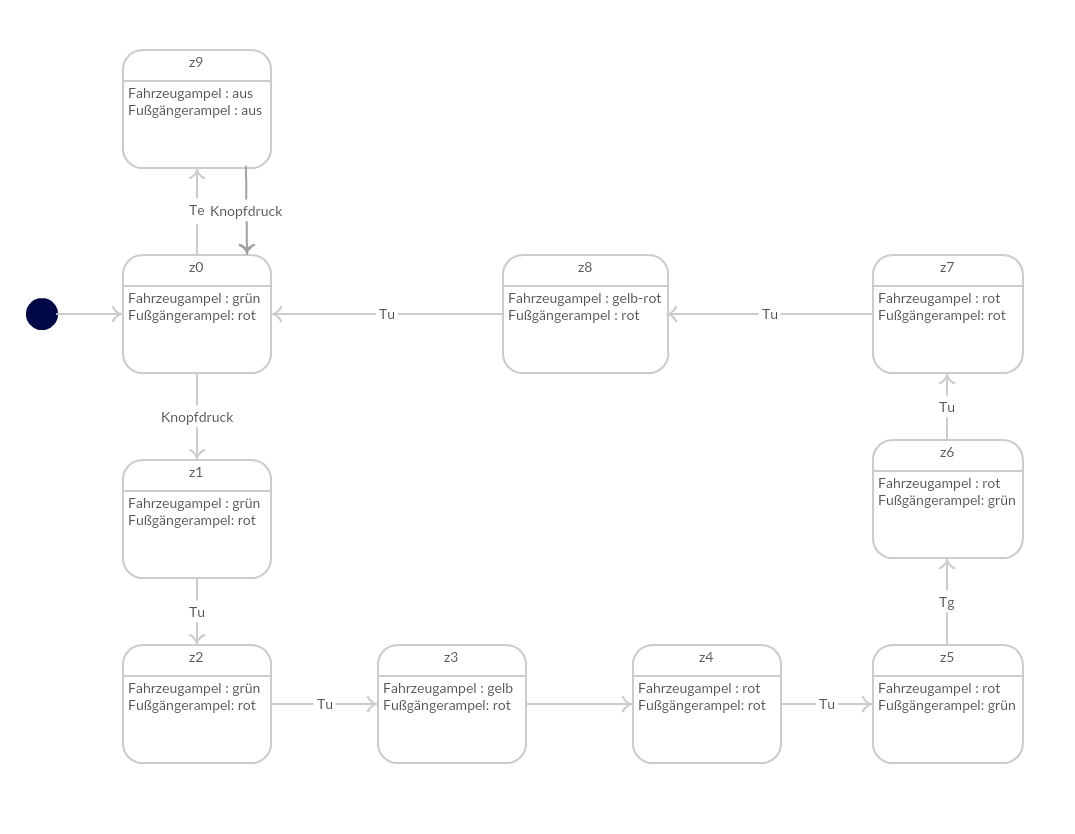 z9
Fahrzeugampel : aus
Fußgängerampel : aus
Te
Knopfdruck
z0
Fahrzeugampel : grün
Fußgängerampel: rot
Tu
z8
Fahrzeugampel : gelb-rot
Fußgängerampel : rot
Tu
z7
Fahrzeugampel : rot
Fußgängerampel: rot
Knopfdruck
Tu
z1
Fahrzeugampel : grün
Fußgängerampel: rot
z6
Fahrzeugampel : rot
Fußgängerampel: grün
Tu
Tg
z2
Fahrzeugampel : grün
Fußgängerampel: rot
Tu
z3
Fahrzeugampel : gelb
Fußgängerampel: rot
z4
Fahrzeugampel : rot
Fußgängerampel: rot
Tu
z5
Fahrzeugampel : rot
Fußgängerampel: grün